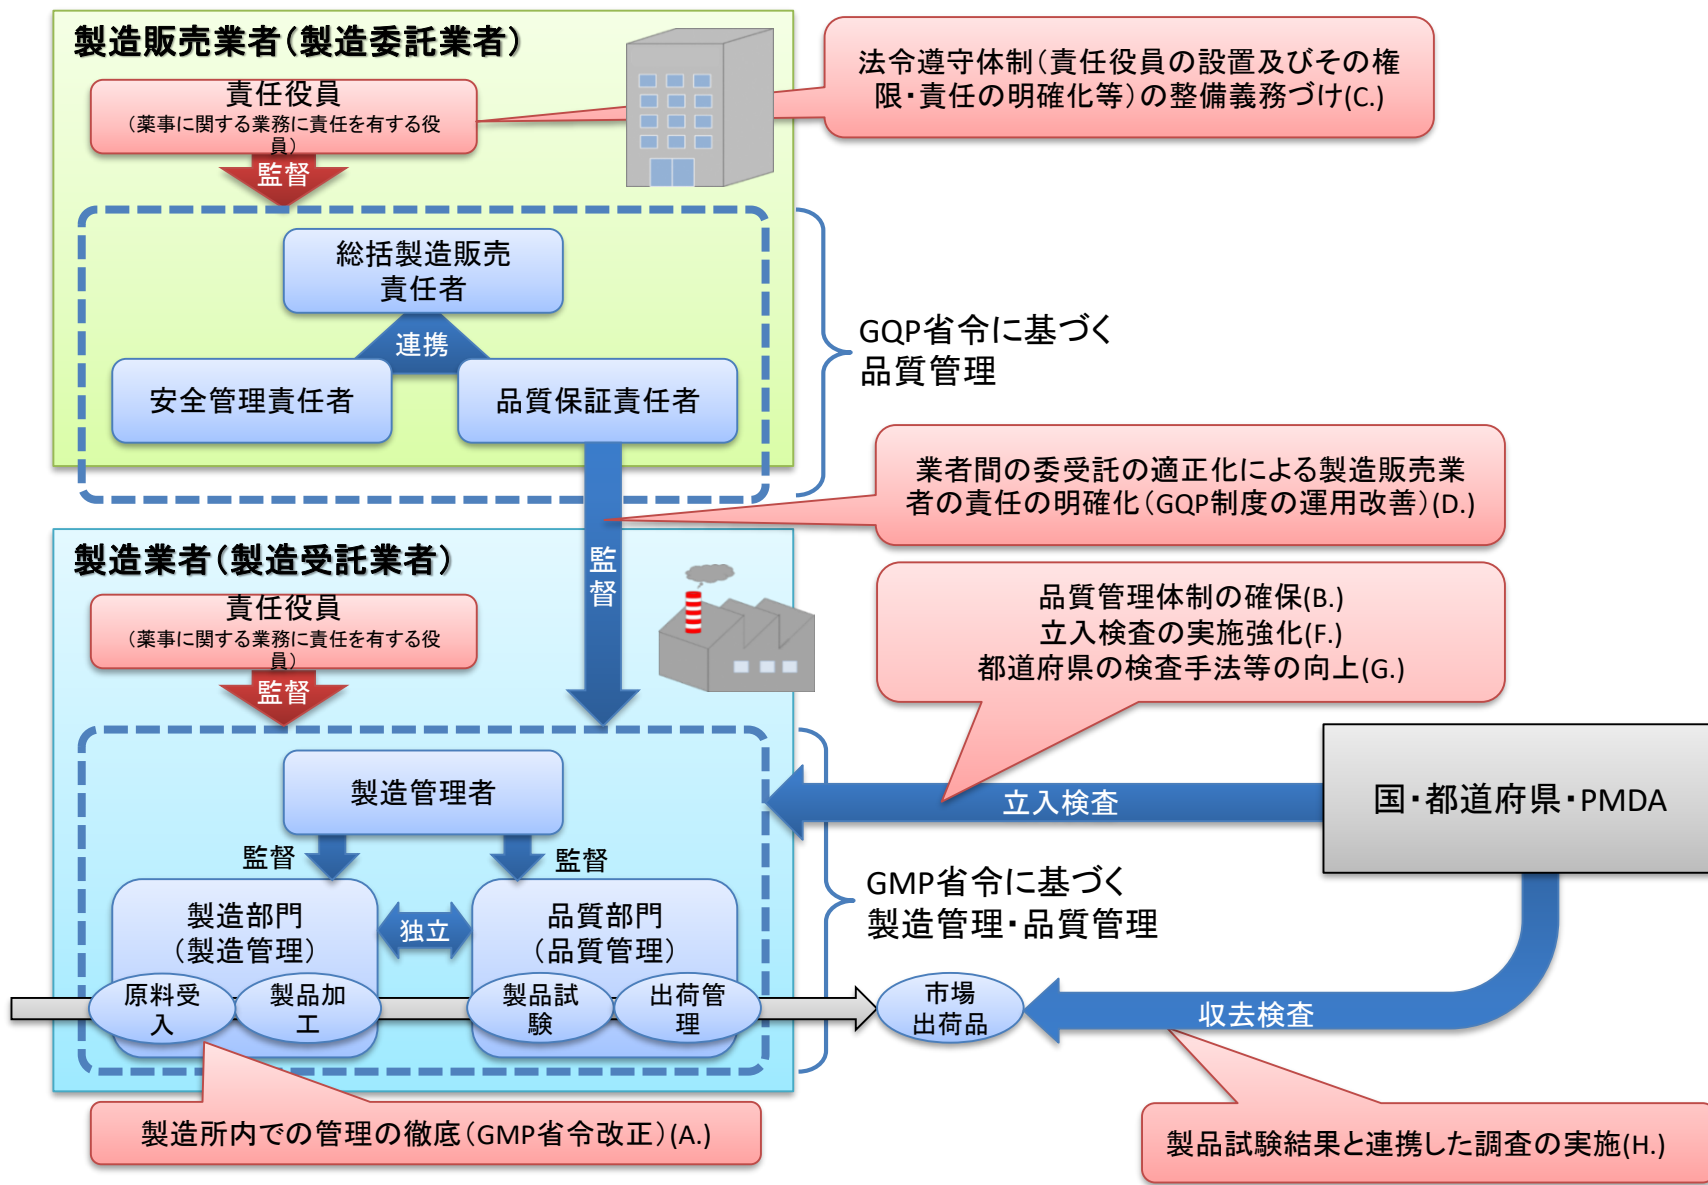 製造販売業者(製造委託業者)
責任役員
(薬事に関する業務に責任を有する役
員)
監督
法令遵守体制(責任役員の設置及びその権
限・責任の明確化等)の整備義務づけ(C.)
総括製造販売
責任者
連携
安全管理責任者
品質保証責任者
GQP省令に基づく
品質管理
業者間の委受託の適正化による製造販売業
者の責任の明確化(GQP制度の運用改善)(D.)
監
督
製造業者(製造受託業者)
責任役員
(薬事に関する業務に責任を有する役
員)
監督
品質管理体制の確保(B.)
立入検査の実施強化(F.)
都道府県の検査手法等の向上(G.)
製造管理者
監督
監督
立入検査
国・都道府県・PMDA
製造部門
(製造管理)
独立
品質部門
(品質管理)
GMP省令に基づく
製造管理・品質管理
原料受
入
製品加
工
製品試
験
出荷管
理
市場
出荷品
収去検査
製造所内での管理の徹底(GMP省令改正)(A.)
製品試験結果と連携した調査の実施(H.)